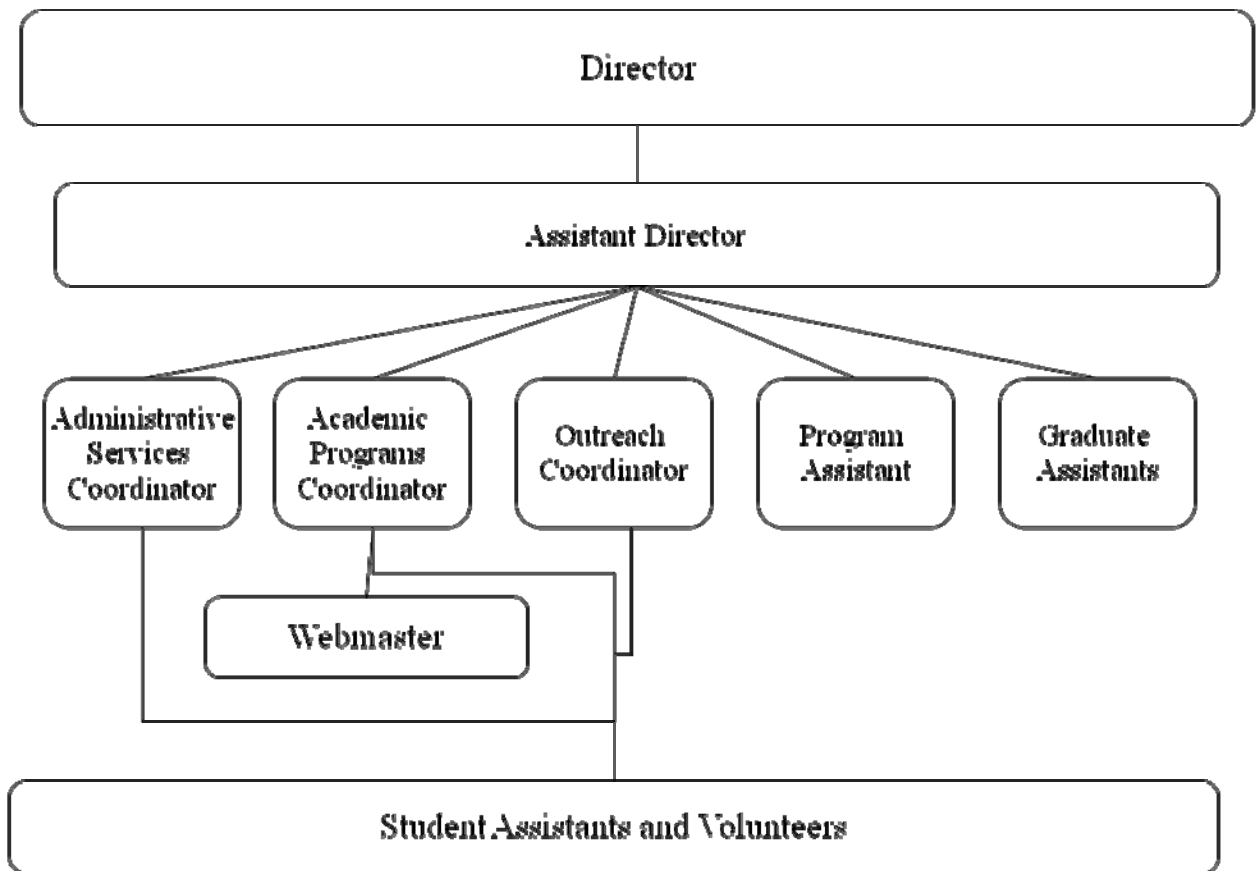 Director
Assistant Director
Administrative
Services
Coordinator
Academic
Programs
Coordinator
Outreach
Coordinator
Program
Assistant
Graduate
Assistants
Webmaster
Student Assistants and Volunteers